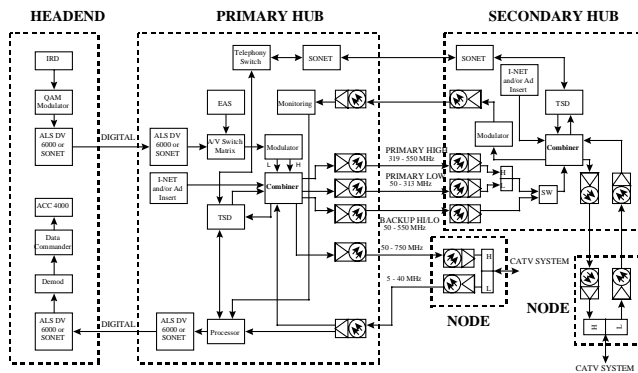 HEADEND
PRIMARY HUB
SECONDARY HUB
IRD
QAM
Modulator
ALS DV
6000 or
SONET
DIGITAL
ACC 4000
Data
Commander
Demod
ALS DV
6000 or
SONET
DIGITAL
Telephony
Switch
SONET
EAS
Monitoring
ALS DV
6000 or
SONET
A/V Switch
Matrix
Modulator
L
H
I-NET
and/or Ad
Insert
Combiner
TSD
ALS DV
6000 or
SONET
Processor
PRIMARY HIGH
319 - 550 MHz
PRIMARY LOW
50 - 313 MHz
BACKUP HI/LO
50 - 550 MHz
50 - 750 MHz
5 - 40 MHz
SONET
I-NET
and/or Ad
Insert
TSD
Modulator
Combiner
H
L
SW
H
L
CATV SYSTEM
NODE
NODE
H
L
CATV SYSTEM